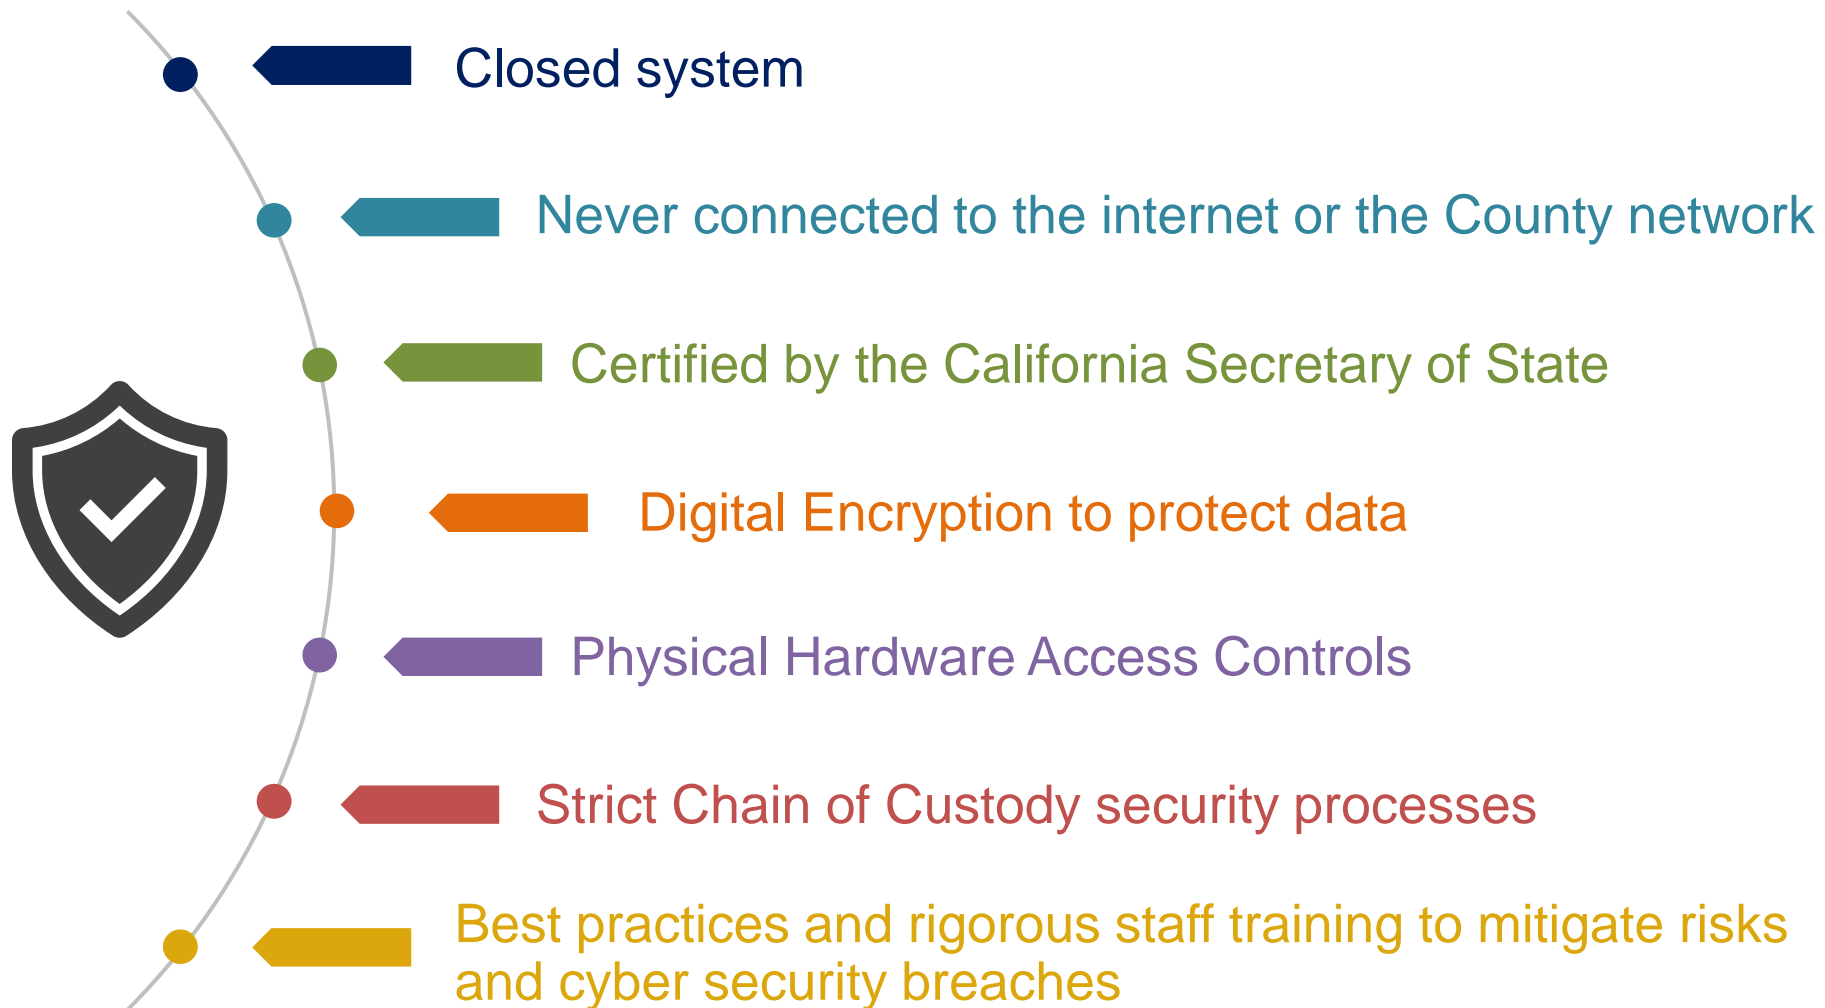 Closed system
Never connected to the internet or the County network
Certified by the California Secretary of State
Digital Encryption to protect data
Physical Hardware Access Controls
Strict Chain of Custody security processes
Best practices and rigorous staff training to mitigate risks
and cyber security breaches